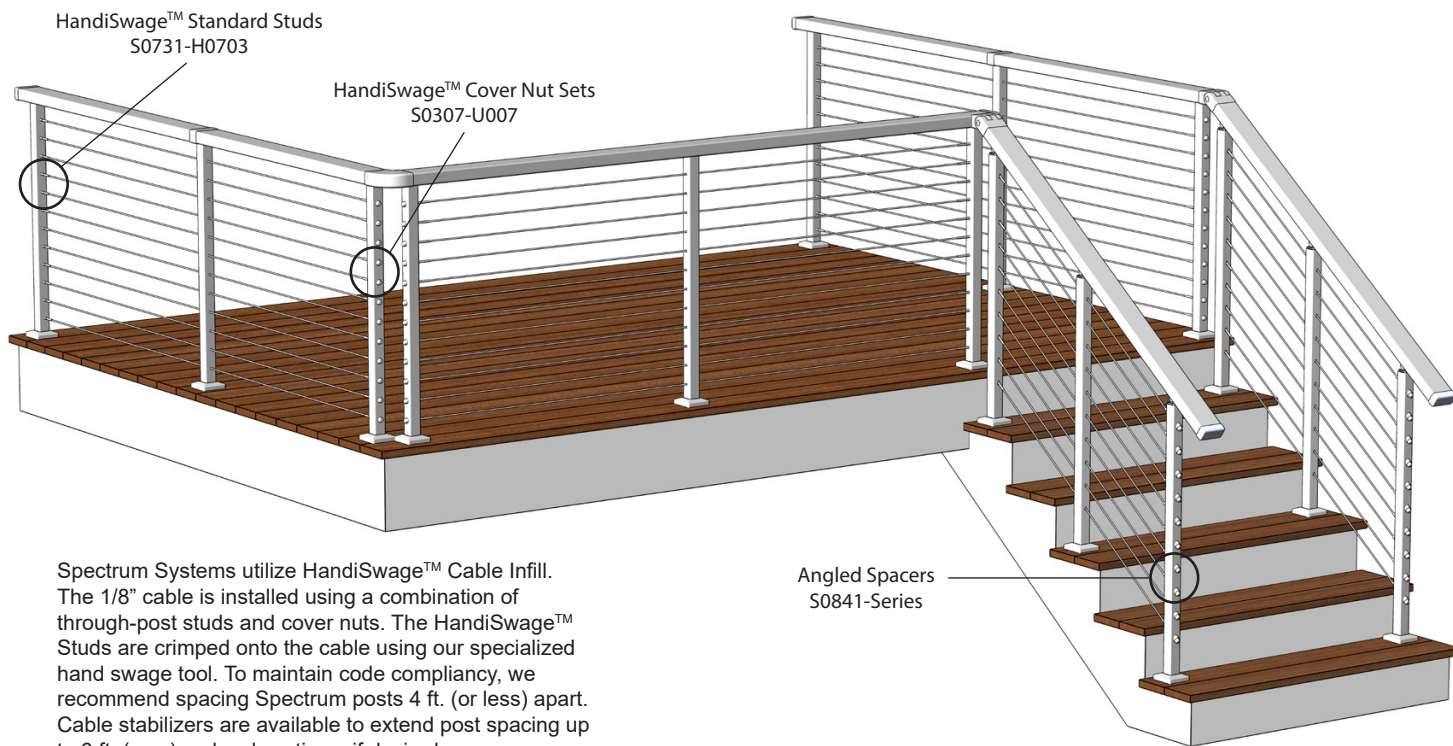 HandiSwage™ Standard Studs
S0731-H0703
HandiSwage™ Cover Nut Sets
S0307-U007
Angled Spacers
S0841-Series
Spectrum Systems utilize HandiSwage™ Cable Infill.
The 1/8” cable is installed using a combination of
through-post studs and cover nuts. The HandiSwage™
Studs are crimped onto the cable using our specialized
hand swage tool. To maintain code compliancy, we
recommend spacing Spectrum posts 4 ft. (or less) apart.
Cable stabilizers are available to extend post spacing up